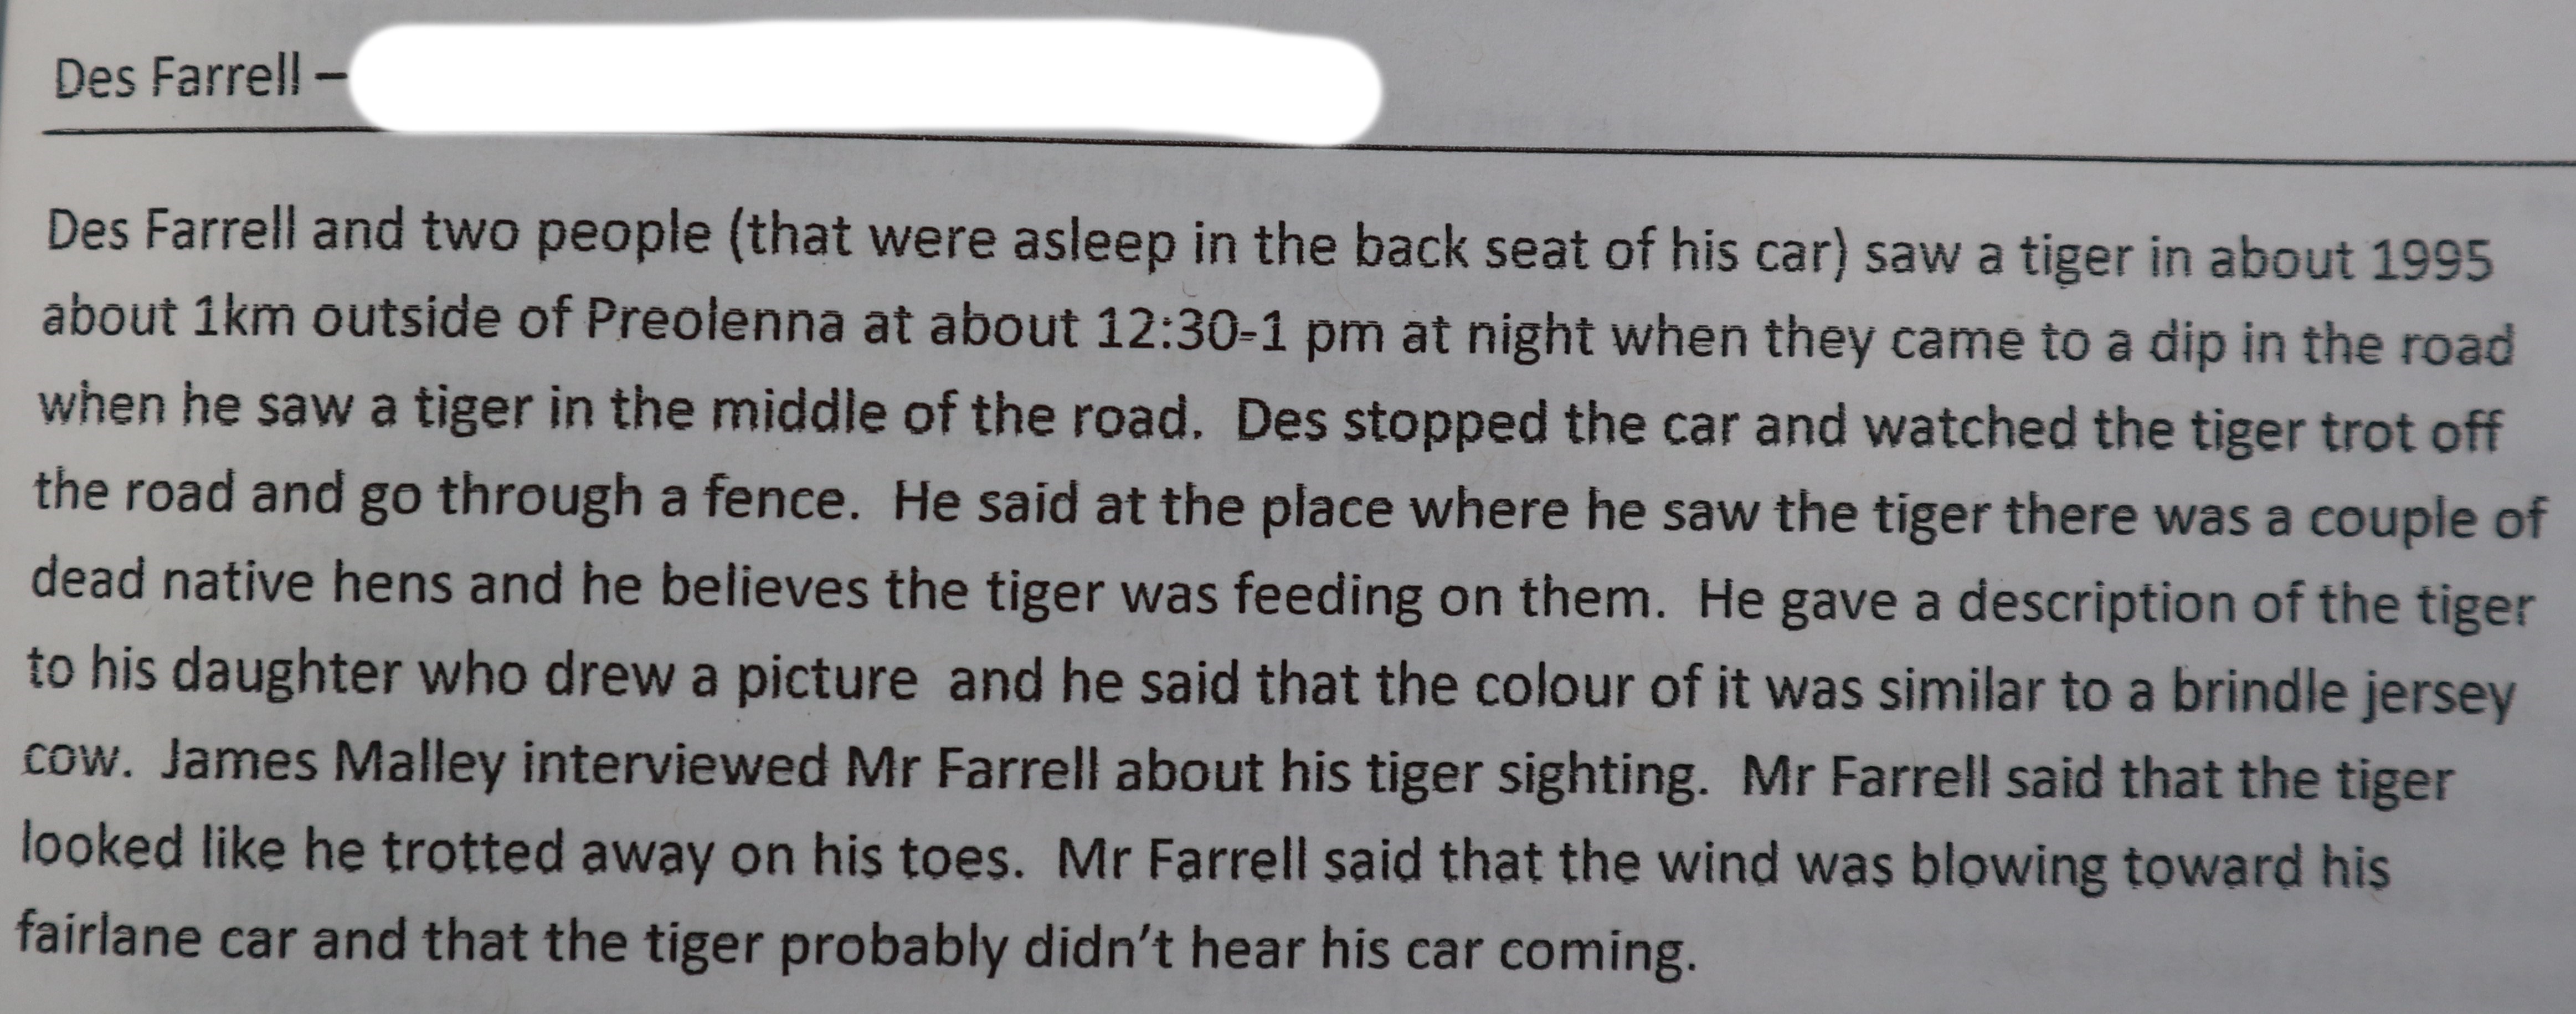 Des Farrell –
Des Farrell and two people (that were asleep in the back seat of his car) saw a tiger in about 1995
about 1km outside of Preolenna at about 12:30-1 pm at night when they came to a dip in the road
when he saw a tiger in the middle of the road.  Des stopped the car and watched the tiger trot off
the road and go through a fence.  He said at the place where he saw the tiger there was a couple of
dead native hens and he believes the tiger was feeding on them.  He gave a description of the tiger
to his daughter who drew a picture  and he said that the colour of it was similar to a brindle jersey
cow.  James Malley interviewed Mr Farrell about his tiger sighting.  Mr Farrell said that the tiger
looked like he trotted away on his toes.  Mr Farrell said that the wind was blowing toward his
fairlane car and that the tiger probably didn't hear his car coming.